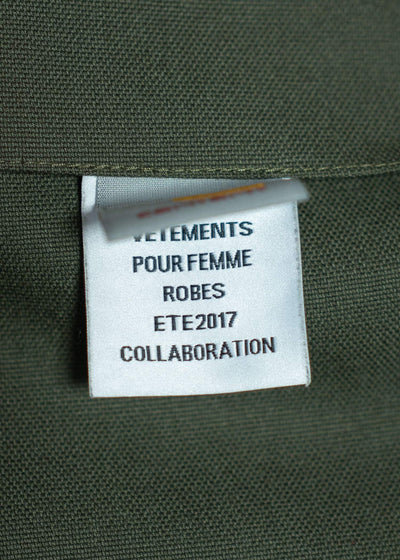 VETEMENTS
POUR FEMME
ROBES
ETE2017
COLLABORATION